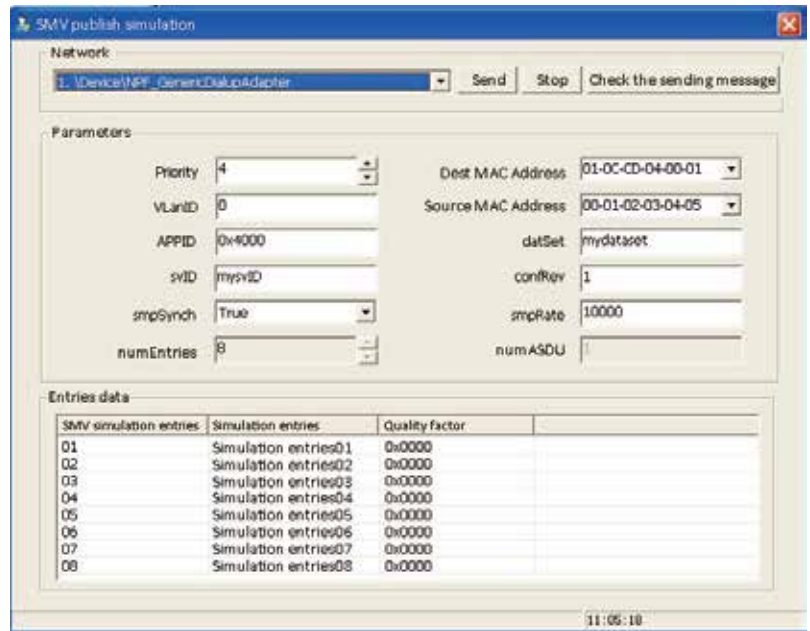 SMV publish simulation
Network
1. \Device\NPF_GenericDialupAdapter Send Stop Check the sending message
Parameters
Priority 4 Dest MAC Address 01-0C-CD-04-00-01
VLanID 0 Source MAC Address 00-01-02-03-04-05
APPID 0x4000 datSet mydataset
svID mysvID confRev 1
smpSynch True smpRate 10000
numEntries 8 numASDU 1
Entries data
SMV simulation entries Simulation entries Quality factor
01 Simulation entries01 0x0000
02 Simulation entries02 0x0000
03 Simulation entries03 0x0000
04 Simulation entries04 0x0000
05 Simulation entries05 0x0000
06 Simulation entries06 0x0000
07 Simulation entries07 0x0000
08 Simulation entries08 0x0000
11:05:18